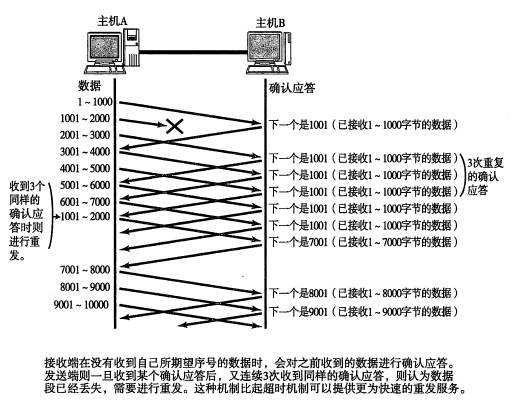 主机A
主机B
数据
确认应答
1～1000
1001～2000
下一个是1001（已接收1～1000字节的数据）
2001～3000
3001～4000
下一个是1001（已接收1～1000字节的数据）
4001～5000
下一个是1001（已接收1～1000字节的数据）
5001～6000
下一个是1001（已接收1～1000字节的数据）
6001～7000
下一个是1001（已接收1～1000字节的数据）
1001～2000
下一个是1001（已接收1～1000字节的数据）
下一个是7001（已接收1～7000字节的数据）
3次重复
的确认
应答
收到3个
同样的
确认应
答时则
进行重
发。
7001～8000
8001～9000
下一个是8001（已接收1～8000字节的数据）
9001～10000
下一个是9001（已接收1～9000字节的数据）
接收端在没有收到自己所期望序号的数据时，会对之前收到的数据进行确认应答。
发送端则一旦收到某个确认应答后，又连续3次收到同样的确认应答，则认为数据
段已经丢失，需要进行重发。这种机制比起超时机制可以提供更为快速的重发服务。